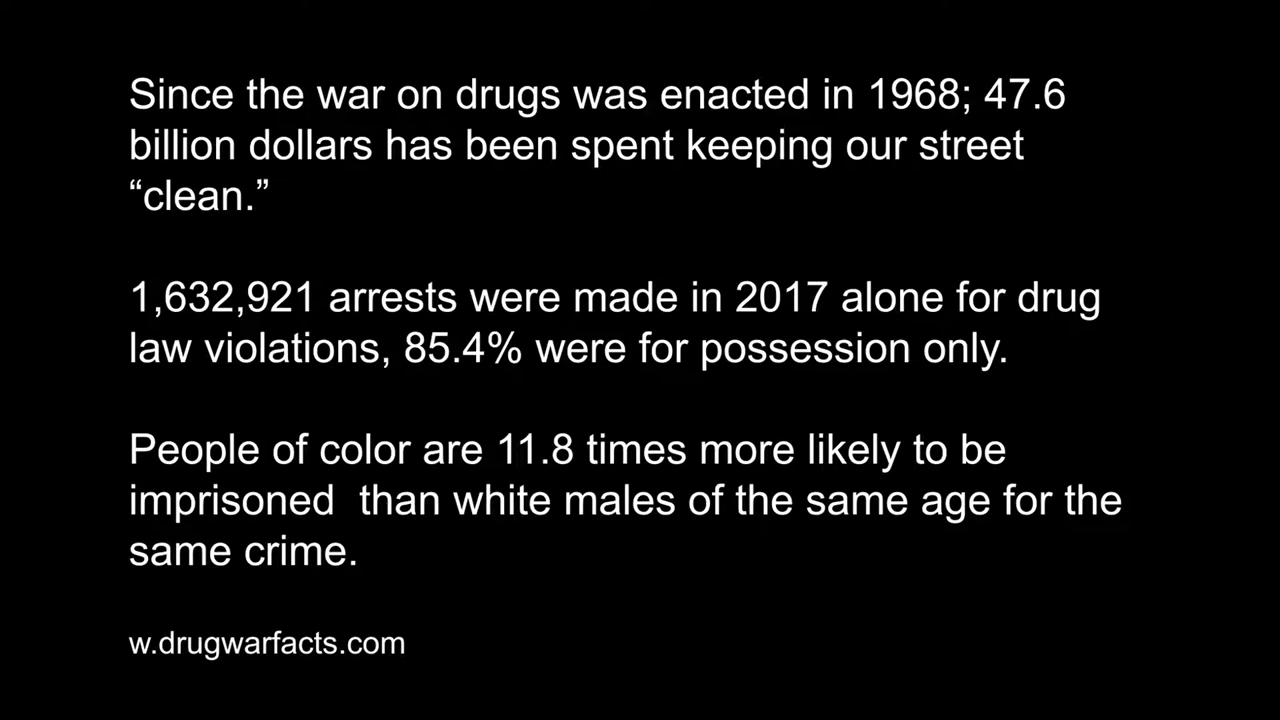 Since the war on drugs was enacted in 1968; 47.6
billion dollars has been spent keeping our street
“clean.”
1,632,921 arrests were made in 2017 alone for drug
law violations, 85.4% were for possession only.
People of color are 11.8 times more likely to be
imprisoned  than white males of the same age for the
same crime.
w.drugwarfacts.com